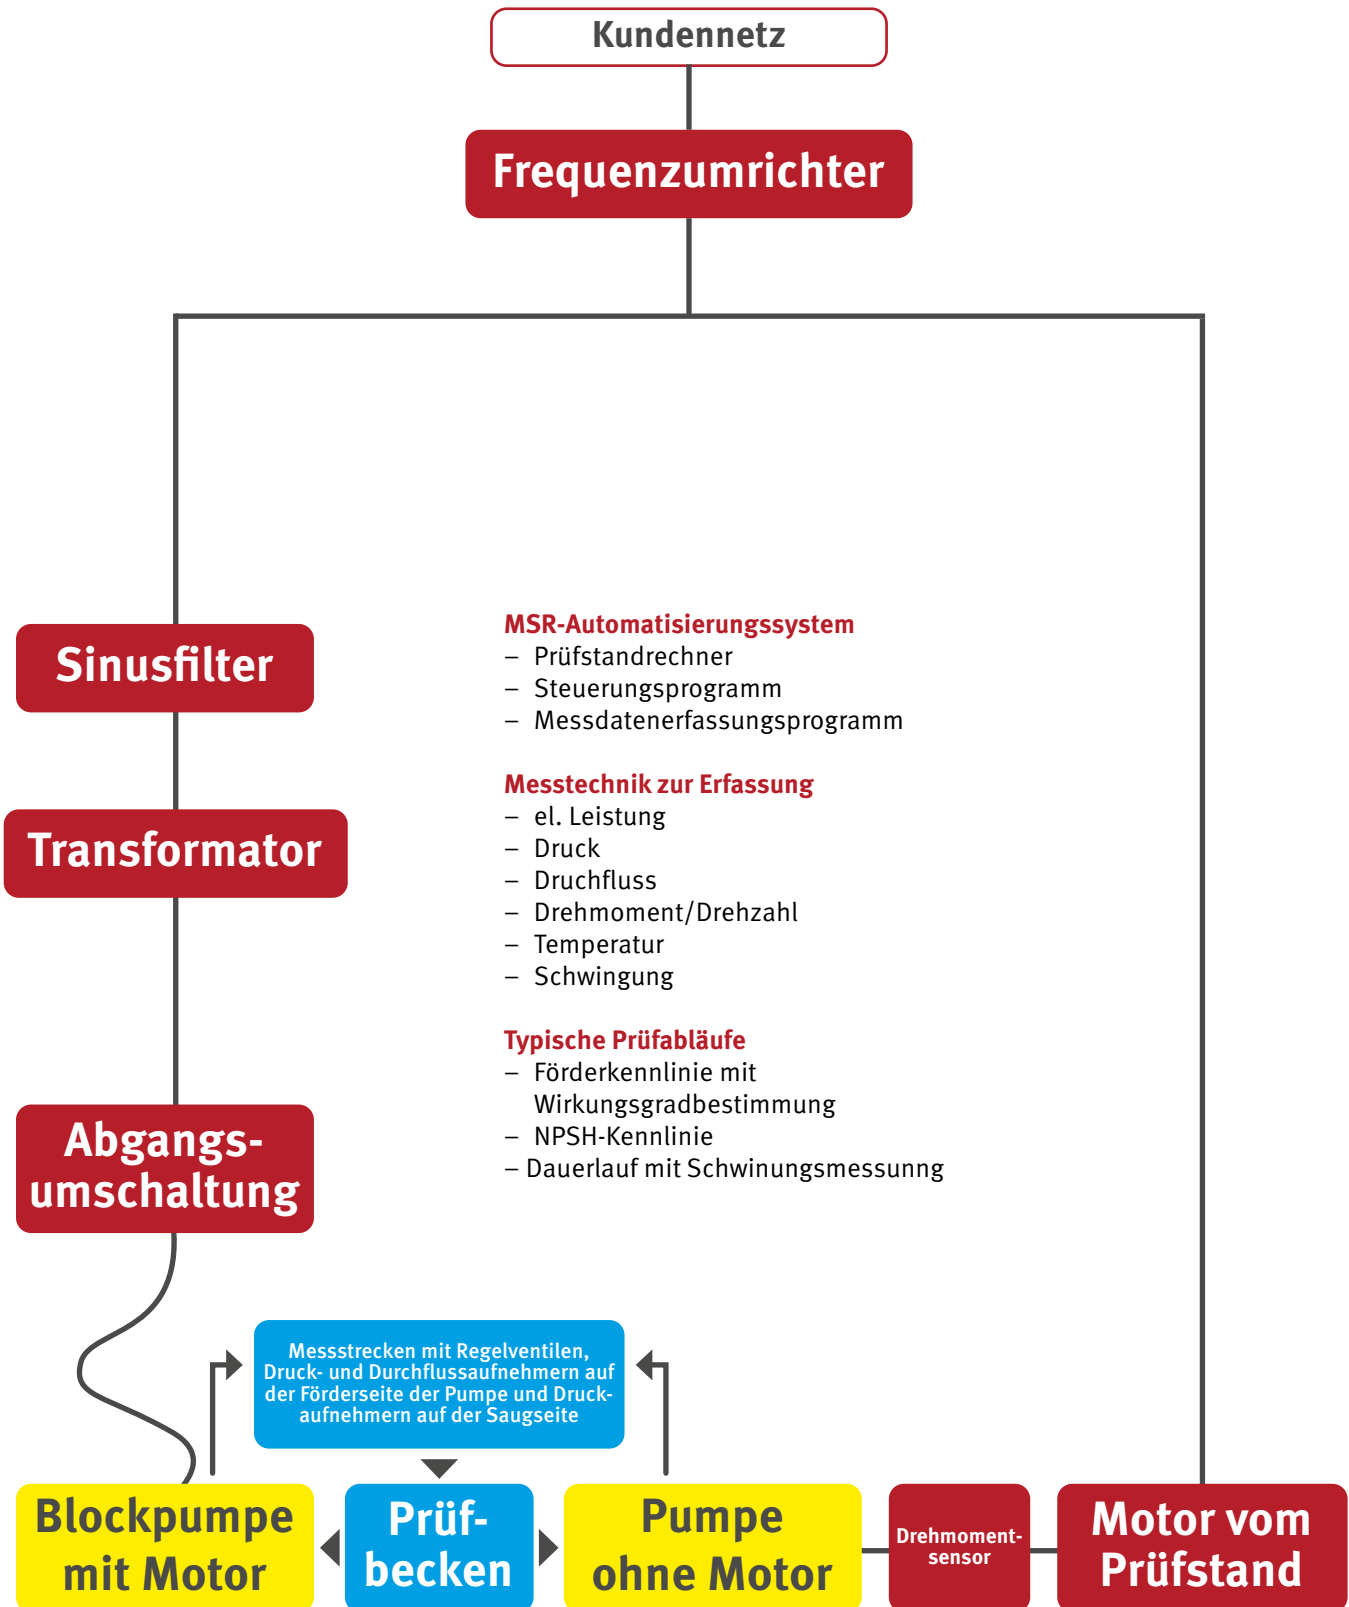 Kundennetz
Frequenzumrichter
Sinusfilter
Transformator
Abgangs-
umschaltung
MSR-Automatisierungssystem
– Prüfstandrechner
– Steuerungsprogramm
– Messdatenerfassungsprogramm
Messtechnik zur Erfassung
– el. Leistung
– Druck
– Druchfluss
– Drehmoment/Drehzahl
– Temperatur
– Schwingung
Typische Prüfabläufe
– Förderkennlinie mit
Wirkungsgradbestimmung
– NPSH-Kennlinie
– Dauerlauf mit Schwinungsmessunng
Messstrecken mit Regelventilen,
Druck- und Durchflussaufnehmern auf
der Förderseite der Pumpe und Druck-
aufnehmern auf der Saugseite
Blockpumpe
mit Motor
Prüf-
becken
Pumpe
ohne Motor
Drehmoment-
sensor
Motor vom
Prüfstand